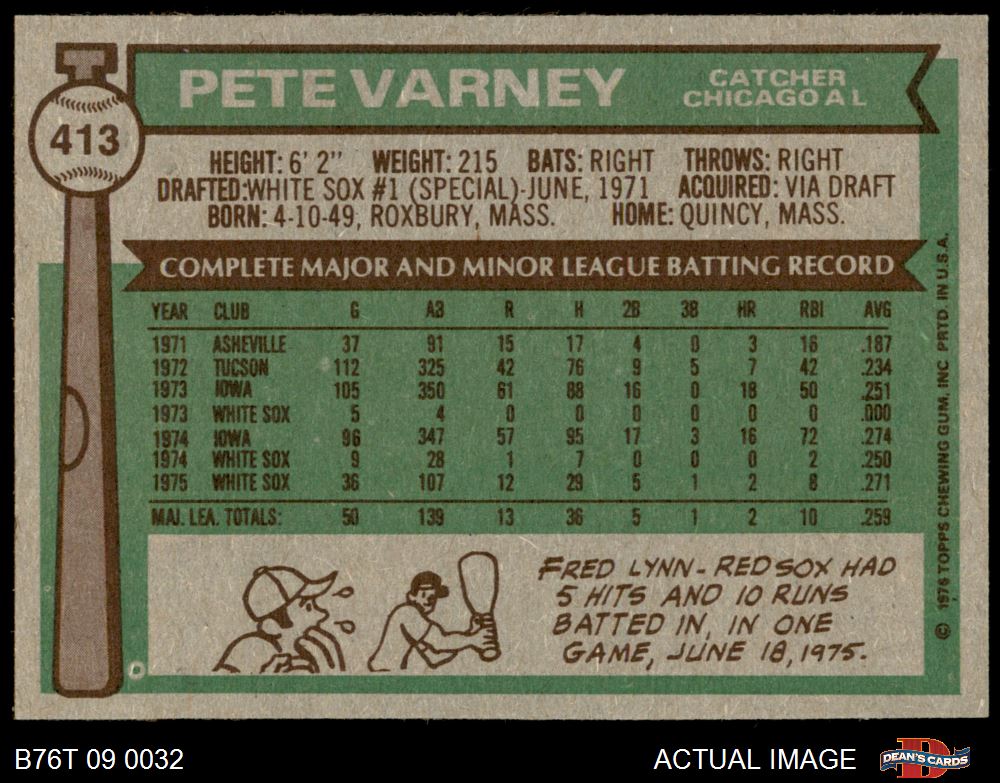 413
PETE VARNEY
CATCHER
CHICAGO A L
HEIGHT: 6' 2" WEIGHT: 215 BATS: RIGHT THROWS: RIGHT
DRAFTED: WHITE SOX #1 (SPECIAL)-JUNE, 1971 ACQUIRED: VIA DRAFT
BORN: 4-10-49, ROXBURY, MASS. HOME: QUINCY, MASS.
COMPLETE MAJOR AND MINOR LEAGUE BATTING RECORD
YEAR CLUB G AB R H 2B 3B HR RBI AVG
1971 ASHEVILLE 37 91 15 17 4 0 3 16 .187
1972 TUCSON 112 325 42 76 9 5 7 42 .234
1973 IOWA 105 350 61 88 16 0 18 50 .251
1973 WHITE SOX 5 4 0 0 0 0 0 0 .000
1974 IOWA 96 347 57 95 17 3 16 72 .274
1974 WHITE SOX 9 28 1 7 0 0 0 2 .250
1975 WHITE SOX 36 107 12 29 5 1 2 8 .271
MAJ. LEA. TOTALS: 50 139 13 36 5 1 2 10 .259
FRED LYNN-RED SOX HAD
5 HITS AND 10 RUNS
BATTED IN, IN ONE
GAME, JUNE 18, 1975.
© 1976 TOPPS CHEWING GUM, INC PRTD. IN U.S.A.
D
B76T 09 0032
ACTUAL IMAGE
D
DEAN'S CARDS